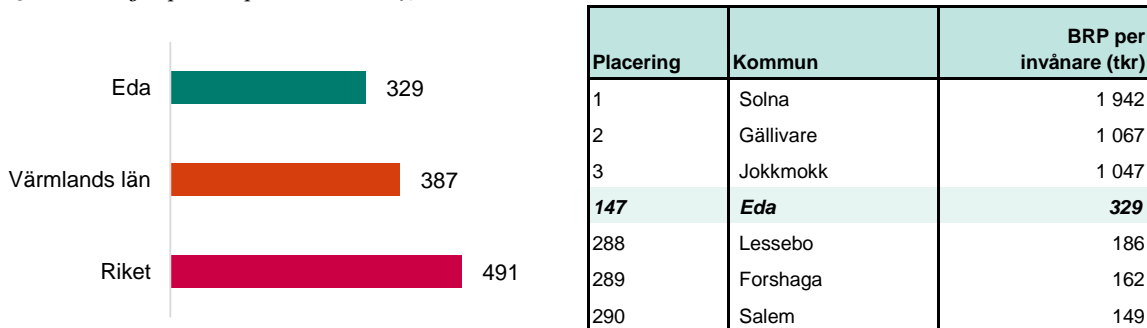 Eda 329
Värmlands län 387
Riket 491
Placering Kommun BRP per invånare (tkr)
1 Solna 1 942
2 Gällivare 1 067
3 Jokkmokk 1 047
147 Eda 329
288 Lessebo 186
289 Forshaga 162
290 Salem 149